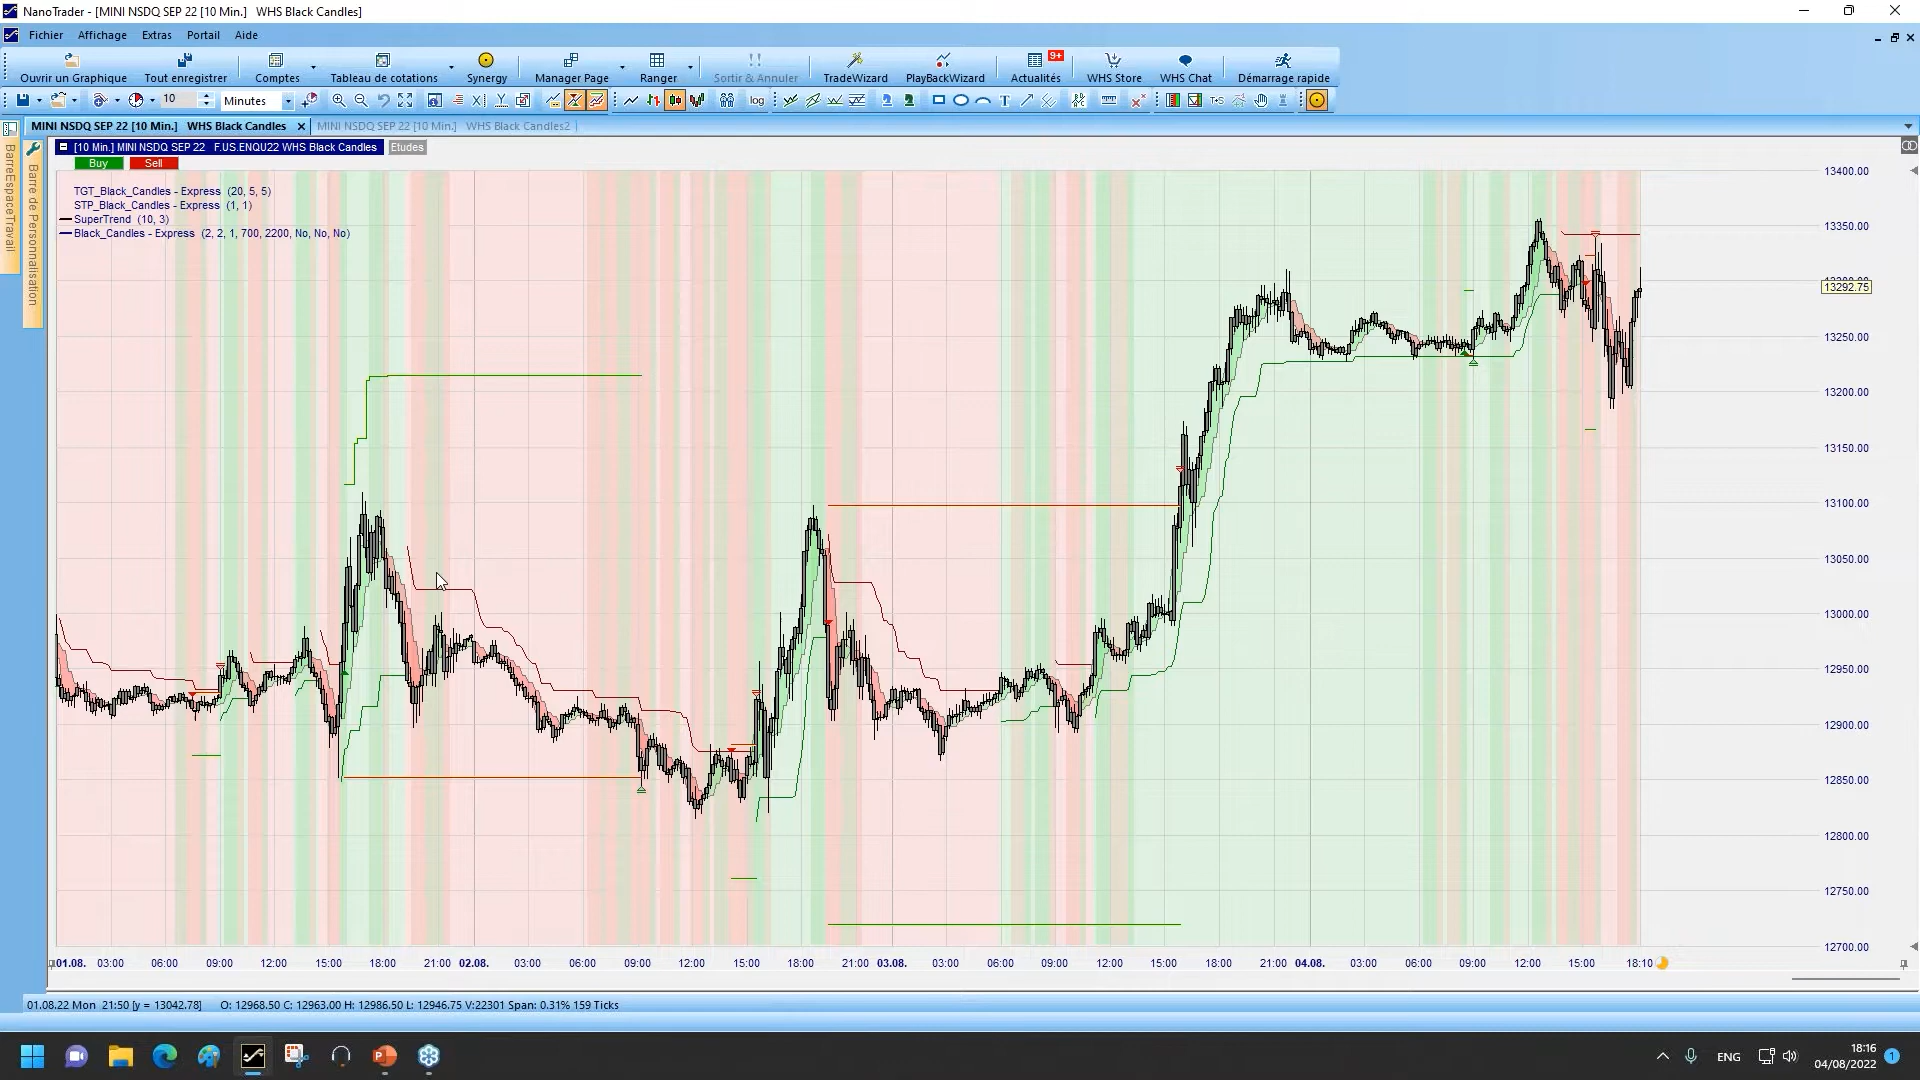 NanoTrader - [MINI NSDQ SEP 22 [10 Min.]   WHS Black Candles]
Fichier Affichage Extras Portail Aide
Ouvrir un Graphique Tout enregistrer Comptes Tableau de cotations Synergy Manager Page Ranger Sortir & Annuler TradeWizard PlayBackWizard 9+ Actualités WHS Store WHS Chat Démarrage rapide
10 Minutes log T T+S
MINI NSDQ SEP 22 [10 Min.]   WHS Black Candles MINI NSDQ SEP 22 [10 Min.]   WHS Black Candles2
BarreEspaceTravail
Barre de Personnalisation
[10 Min.] MINI NSDQ SEP 22   F.US.ENQU22 WHS Black Candles Etudes
Buy Sell
TGT_Black_Candles - Express (20, 5, 5)
STP_Black_Candles - Express (1, 1)
SuperTrend (10, 3)
Black_Candles - Express (2, 2, 1, 700, 2200, No, No, No)
13400.00
13350.00
13300.00
13292.75
13250.00
13200.00
13150.00
13100.00
13050.00
13000.00
12950.00
12900.00
12850.00
12800.00
12750.00
12700.00
01.08. 03:00 06:00 09:00 12:00 15:00 18:00 21:00 02.08. 03:00 06:00 09:00 12:00 15:00 18:00 21:00 03.08. 03:00 06:00 09:00 12:00 15:00 18:00 21:00 04.08. 03:00 06:00 09:00 12:00 15:00 18:10
01.08.22 Mon 21:50 [y = 13042.78] O: 12968.50 C: 12963.00 H: 12986.50 L: 12946.75 V:22301 Span: 0.31% 159 Ticks
ENG
18:16
04/08/2022
1